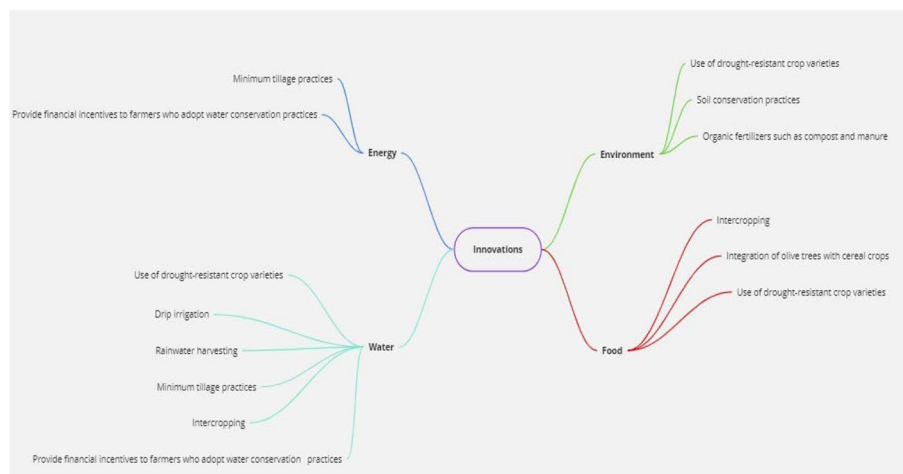 Minimum tillage practices
Provide financial incentives to farmers who adopt water conservation practices
Energy
Use of drought-resistant crop varieties
Soil conservation practices
Organic fertilizers such as compost and manure
Environment
Innovations
Use of drought-resistant crop varieties
Drip irrigation
Rainwater harvesting
Minimum tillage practices
Intercropping
Provide financial incentives to farmers who adopt water conservation practices
Water
Intercropping
Integration of olive trees with cereal crops
Use of drought-resistant crop varieties
Food